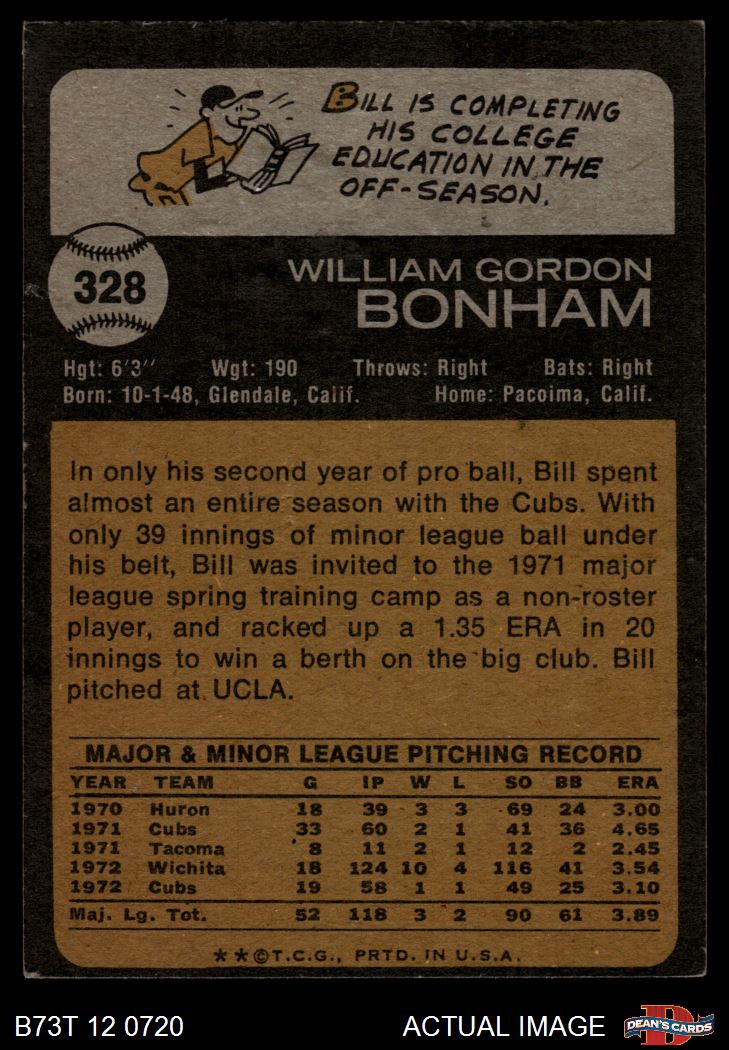 BILL IS COMPLETING
HIS COLLEGE
EDUCATION IN THE
OFF-SEASON.
328
WILLIAM GORDON
BONHAM
Hgt: 6'3" Wgt: 190 Throws: Right Bats: Right
Born: 10-1-48, Glendale, Calif. Home: Pacoima, Calif.
In only his second year of pro ball, Bill spent
almost an entire season with the Cubs. With
only 39 innings of minor league ball under
his belt, Bill was invited to the 1971 major
league spring training camp as a non-roster
player, and racked up a 1.35 ERA in 20
innings to win a berth on the big club. Bill
pitched at UCLA.
MAJOR & MINOR LEAGUE PITCHING RECORD
YEAR TEAM G IP W L SO BB ERA
1970 Huron 18 39 3 3 69 24 3.00
1971 Cubs 33 60 2 1 41 36 4.65
1971 Tacoma 8 11 2 1 12 2 2.45
1972 Wichita 18 124 10 4 116 41 3.54
1972 Cubs 19 58 1 1 49 25 3.10
Maj. Lg. Tot. 52 118 3 2 90 61 3.89
**©T.C.G., PRTD. IN U.S.A.
B73T 12 0720 ACTUAL IMAGE D DEAN'S CARDS